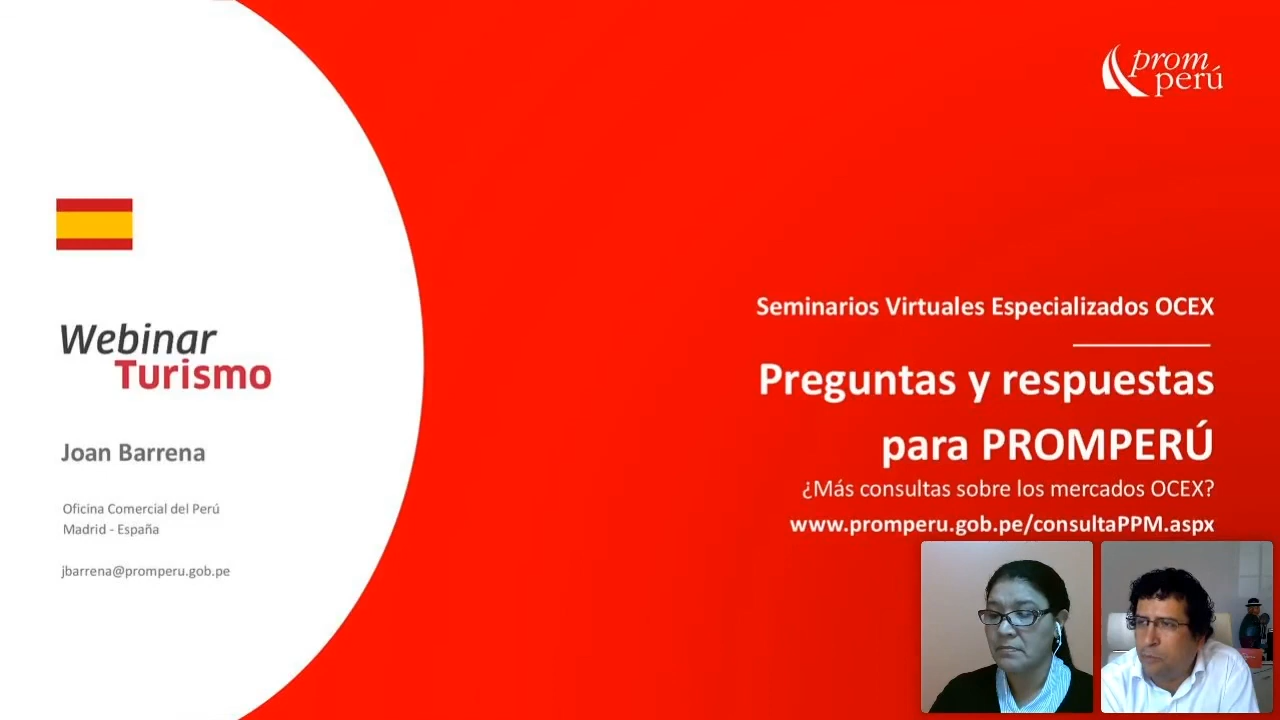 prom
perú
Webinar
Turismo
Joan Barrena
Oficina Comercial del Perú
Madrid - España
jbarrena@promperu.gob.pe
Seminarios Virtuales Especializados OCEX
Preguntas y respuestas
para PROMPERÚ
¿Más consultas sobre los mercados OCEX?
www.promperu.gob.pe/consultaPPM.aspx